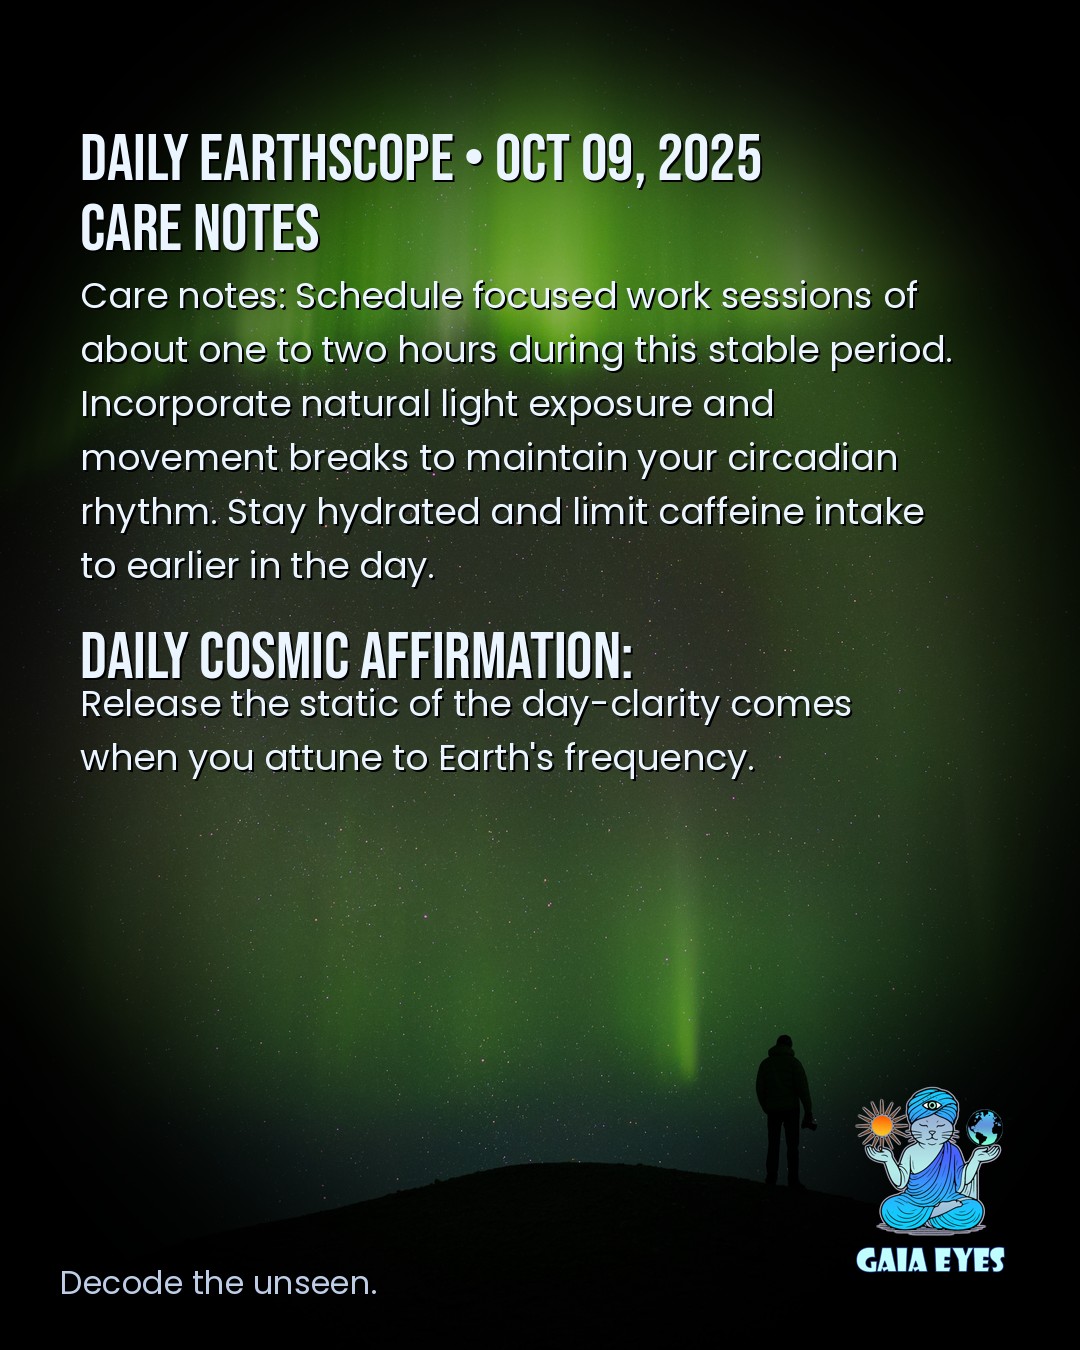 DAILY EARTHSCOPE • OCT 09, 2025
CARE NOTES
Care notes: Schedule focused work sessions of
about one to two hours during this stable period.
Incorporate natural light exposure and
movement breaks to maintain your circadian
rhythm. Stay hydrated and limit caffeine intake
to earlier in the day.
DAILY COSMIC AFFIRMATION:
Release the static of the day-clarity comes
when you attune to Earth's frequency.
GAIA EYES
Decode the unseen.